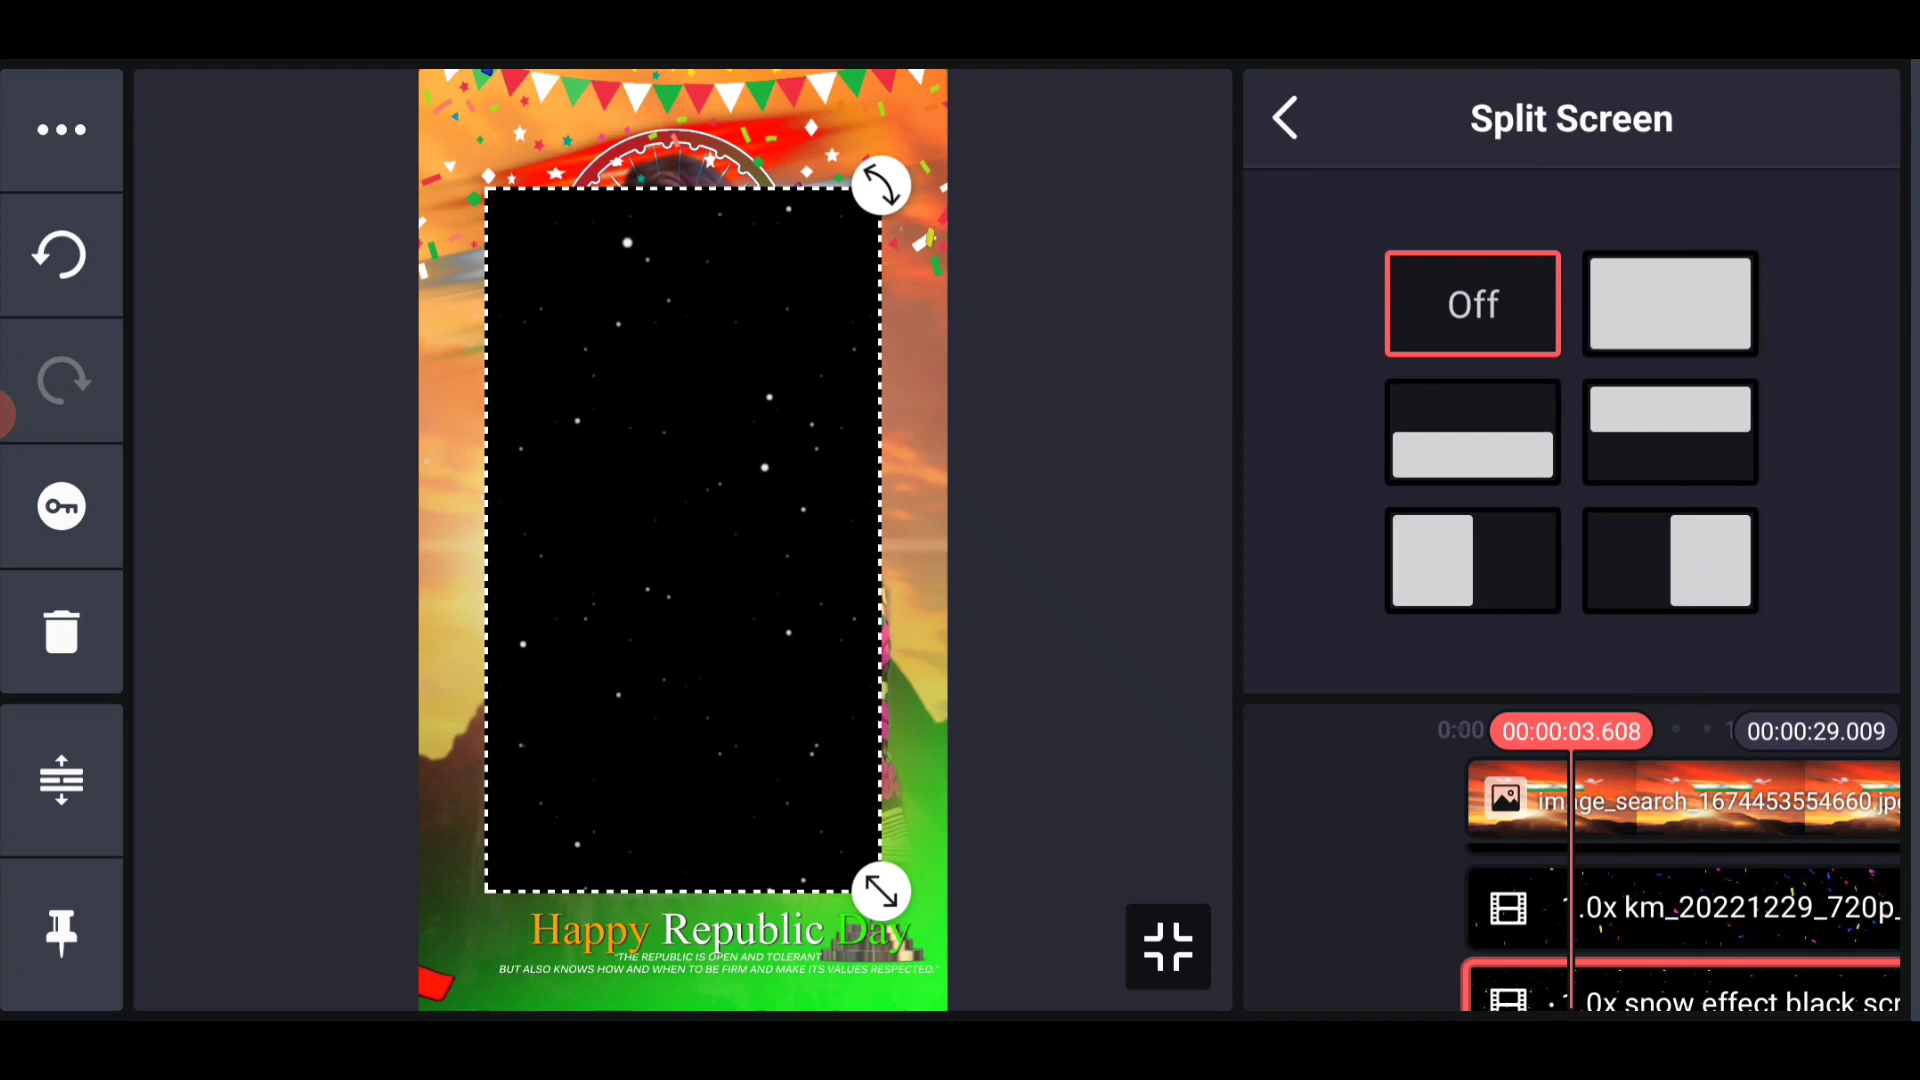 Split Screen
Off
0:00
00:00:03.608
00:00:29.009
image_search_1674453554660.jp
1.0x km_20221229_720p_
0x snow effect black scr
Happy Republic Day
"THE REPUBLIC IS OPEN AND TOLERANT
BUT ALSO KNOWS HOW AND WHEN TO BE FIRM AND MAKE ITS VALUES RESPECTED."